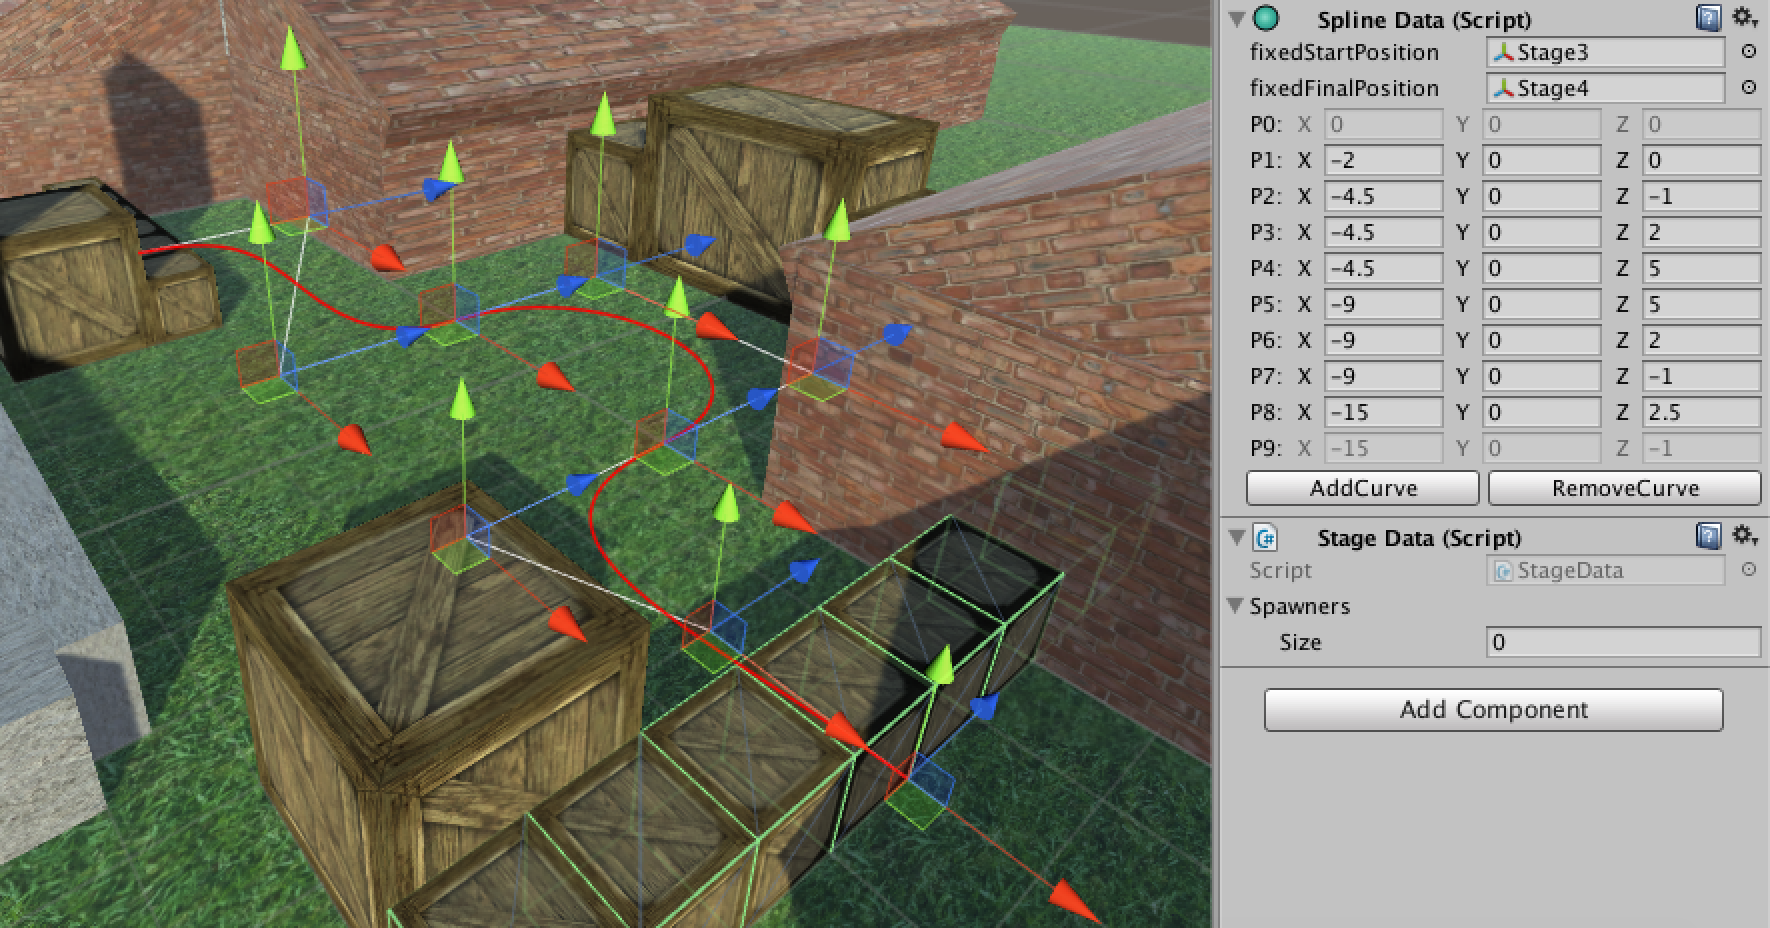 Spline Data (Script)
fixedStartPosition Stage3
fixedFinalPosition Stage4
P0: X 0 Y 0 Z 0
P1: X -2 Y 0 Z 0
P2: X -4.5 Y 0 Z -1
P3: X -4.5 Y 0 Z 2
P4: X -4.5 Y 0 Z 5
P5: X -9 Y 0 Z 5
P6: X -9 Y 0 Z 2
P7: X -9 Y 0 Z -1
P8: X -15 Y 0 Z 2.5
P9: X -15 Y 0 Z -1
AddCurve RemoveCurve
C# Stage Data (Script)
Script StageData
Spawners
Size 0
Add Component